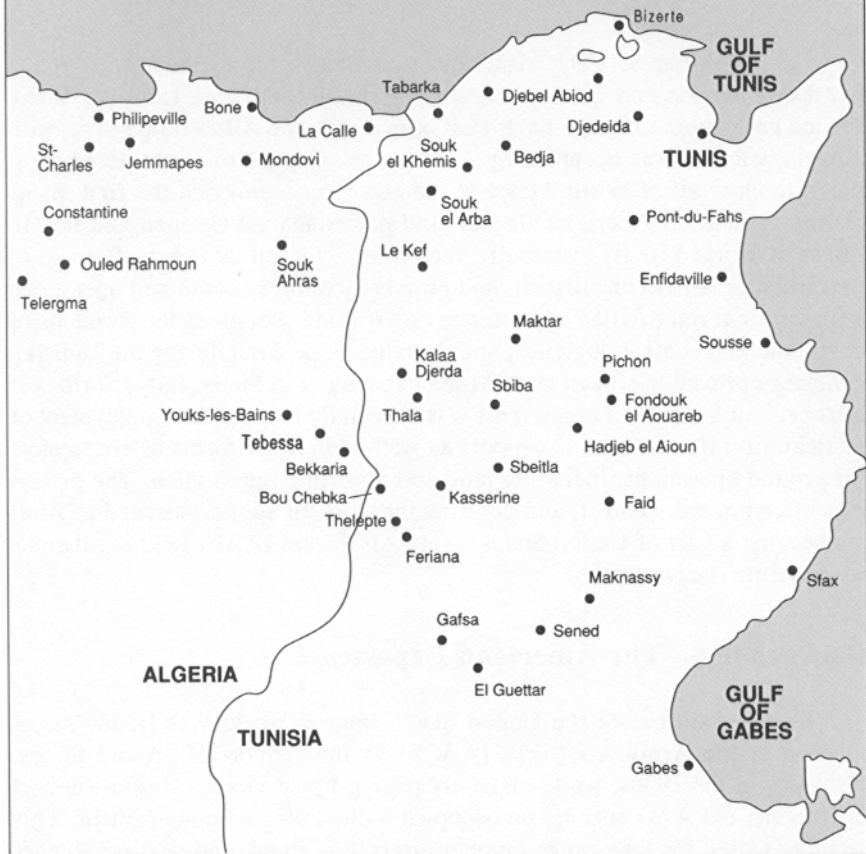 Bizerte
GULF
OF
TUNIS
Tabarka
Djebel Abiod
Bone
Philipeville
La Calle
Djedeida
TUNIS
St-
Charles
Jemmapes
Mondovi
Souk
el Khemis
Bedja
Constantine
Souk
el Arba
Pont-du-Fahs
Ouled Rahmoun
Souk
Ahras
Le Kef
Telergma
Enfidaville
Maktar
Sousse
Kalaa
Djerda
Pichon
Sbiba
Thala
Fondouk
el Aouareb
Youks-les-Bains
Tebessa
Hadjeb el Aioun
Bekkaria
Sbeitla
Bou Chebka
Kasserine
Faid
Thelepte
Feriana
Maknassy
Sfax
Gafsa
Sened
ALGERIA
El Guettar
TUNISIA
GULF
OF
GABES
Gabes